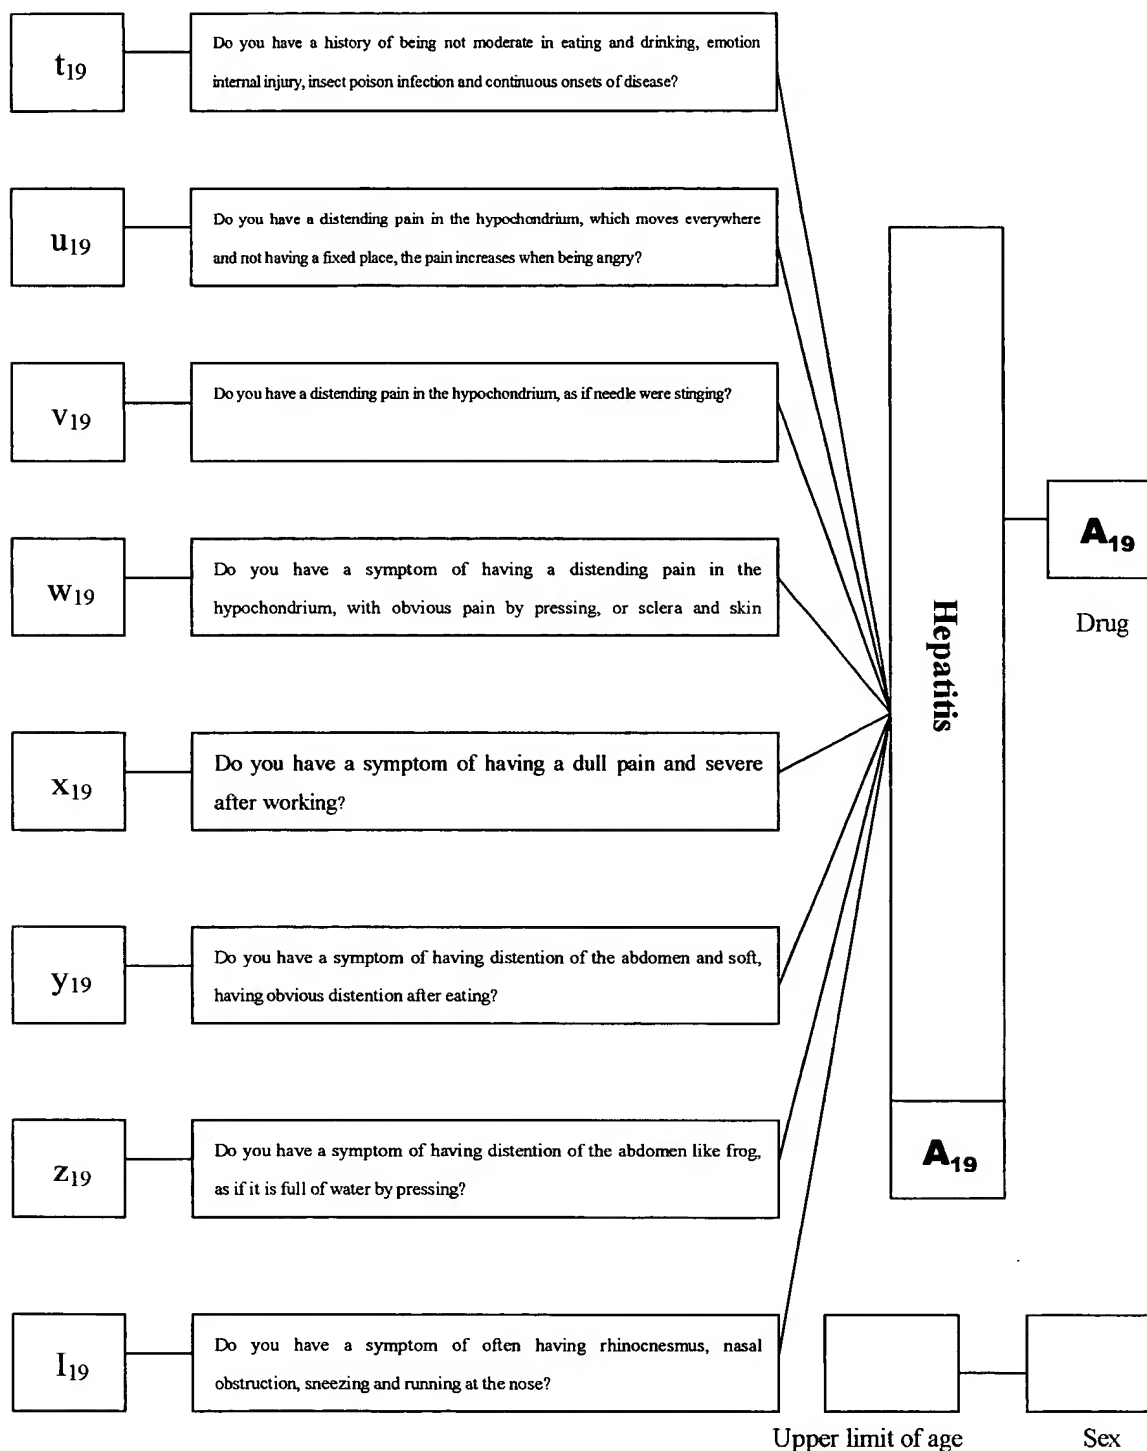 t19
Do you have a history of being not moderate in eating and drinking, emotion
internal injury, insect poison infection and continuous onsets of disease?
u19
Do you have a distending pain in the hypochondrium, which moves everywhere
and not having a fixed place, the pain increases when being angry?
v19
Do you have a distending pain in the hypochondrium, as if needle were stinging?
w19
Do you have a symptom of having a distending pain in the
hypochondrium, with obvious pain by pressing, or sclera and skin
x19
Do you have a symptom of having a dull pain and severe
after working?
y19
Do you have a symptom of having distention of the abdomen and soft,
having obvious distention after eating?
z19
Do you have a symptom of having distention of the abdomen like frog,
as if it is full of water by pressing?
I19
Do you have a symptom of often having rhinocnesmus, nasal
obstruction, sneezing and running at the nose?
Hepatitis
A19
A19
Drug
Upper limit of age
Sex